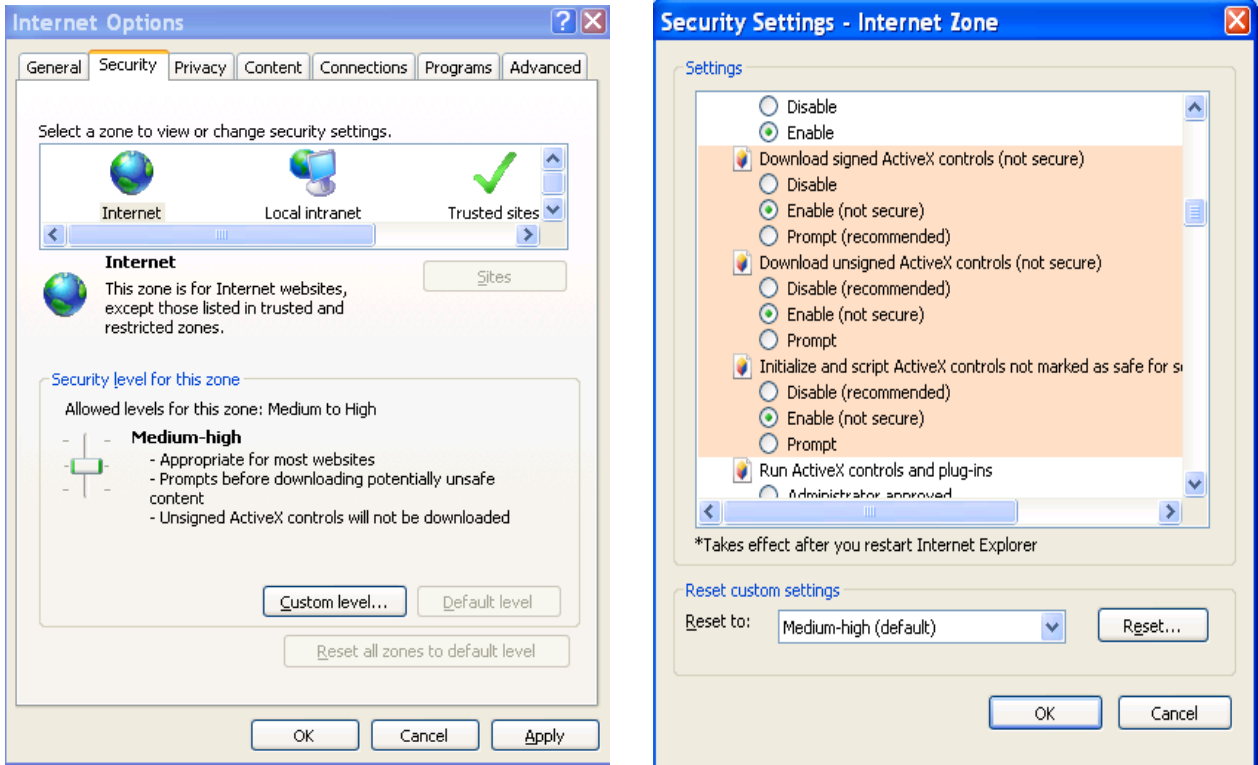 Internet Options
General Security Privacy Content Connections Programs Advanced
Select a zone to view or change security settings.
Internet Local intranet Trusted sites
Internet
Sites
This zone is for Internet websites,
except those listed in trusted and
restricted zones.
Security level for this zone
Allowed levels for this zone: Medium to High
Medium-high
- Appropriate for most websites
- Prompts before downloading potentially unsafe
content
- Unsigned ActiveX controls will not be downloaded
Custom level... Default level
Reset all zones to default level
OK Cancel Apply
Security Settings - Internet Zone
Settings
Disable
Enable
Download signed ActiveX controls (not secure)
Disable
Enable (not secure)
Prompt (recommended)
Download unsigned ActiveX controls (not secure)
Disable (recommended)
Enable (not secure)
Prompt
Initialize and script ActiveX controls not marked as safe for
Disable (recommended)
Enable (not secure)
Prompt
Run ActiveX controls and plug-ins
Administrator approved
*Takes effect after you restart Internet Explorer
Reset custom settings
Reset to: Medium-high (default) Reset...
OK Cancel